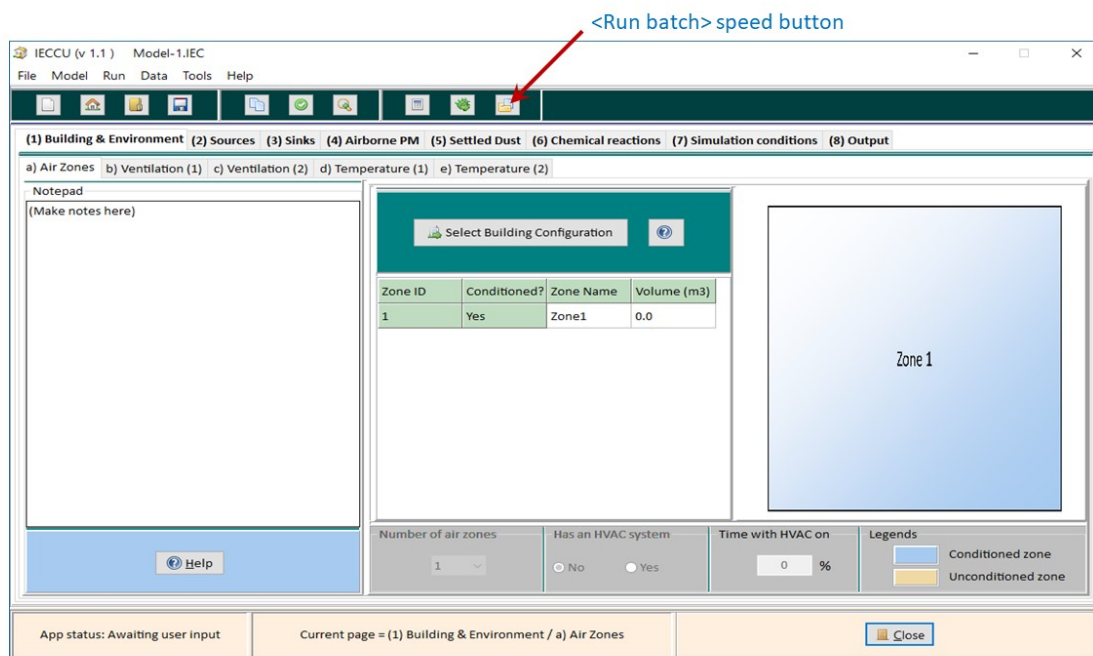 <Run batch> speed button
IECCU (v 1.1 ) Model-1.IEC
File Model Run Data Tools Help
(1) Building & Environment (2) Sources (3) Sinks (4) Airborne PM (5) Settled Dust (6) Chemical reactions (7) Simulation conditions (8) Output
a) Air Zones b) Ventilation (1) c) Ventilation (2) d) Temperature (1) e) Temperature (2)
Notepad
(Make notes here)
Select Building Configuration
Zone ID Conditioned? Zone Name Volume (m3)
1 Yes Zone1 0.0
Zone 1
Number of air zones Has an HVAC system Time with HVAC on Legends
1 No Yes 0 % Conditioned zone
Unconditioned zone
Help
App status: Awaiting user input Current page = (1) Building & Environment / a) Air Zones Close